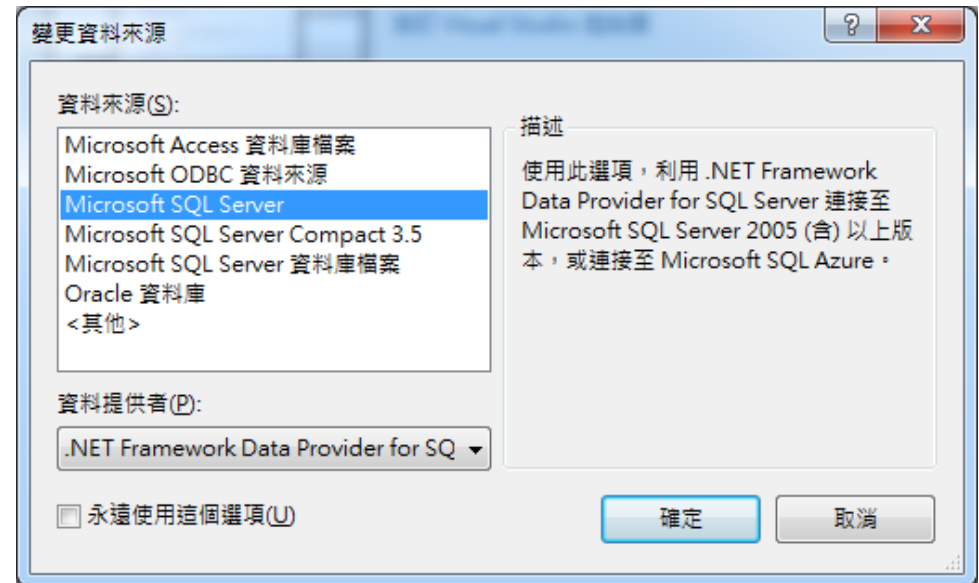 變更資料來源
資料來源(S):
Microsoft Access 資料庫檔案
Microsoft ODBC 資料來源
Microsoft SQL Server
Microsoft SQL Server Compact 3.5
Microsoft SQL Server 資料庫檔案
Oracle 資料庫
<其他>
資料提供者(P):
.NET Framework Data Provider for SQ
永遠使用這個選項(U)
描述
使用此選項，利用 .NET Framework
Data Provider for SQL Server 連接至
Microsoft SQL Server 2005 (含) 以上版
本，或連接至 Microsoft SQL Azure。
確定
取消